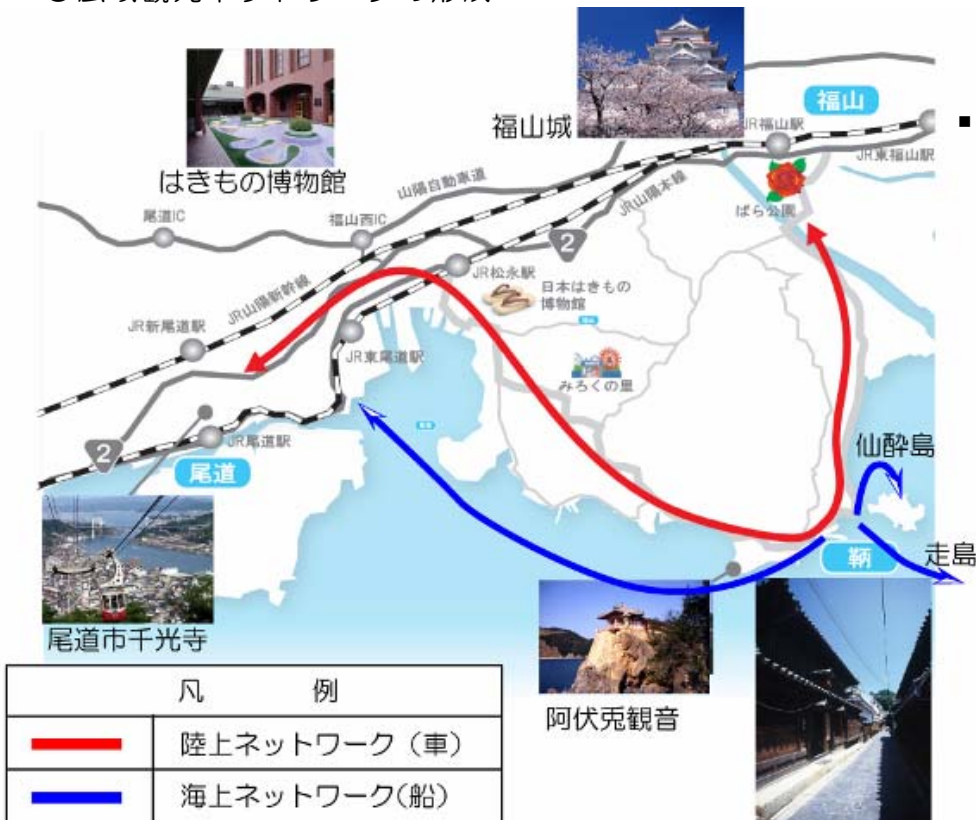 福山
福山城
JR福山駅
JR東福山駅
はきもの博物館
山陽自動車道
JR山陽本線
ばら公園
尾道IC
福山西IC
2
JR松永駅
日本はきもの
博物館
JR山陽新幹線
JR新尾道駅
JR東尾道駅
みろくの里
JR尾道駅
2
尾道
仙酔島
鞆
走島
尾道市千光寺
阿伏兎観音
凡 例
陸上ネットワーク（車）
海上ネットワーク(船)